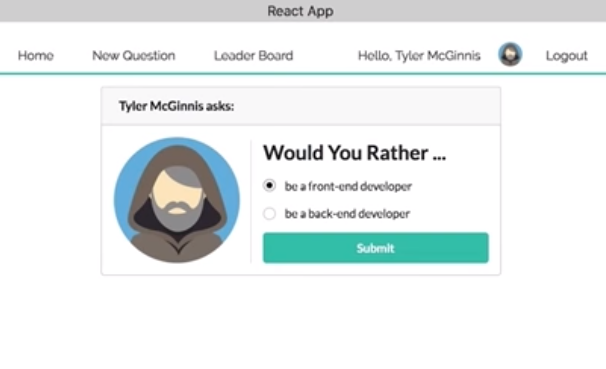 React App
Home New Question Leader Board Hello, Tyler McGinnis Logout
Tyler McGinnis asks:
Would You Rather ...
be a front-end developer
be a back-end developer
Submit